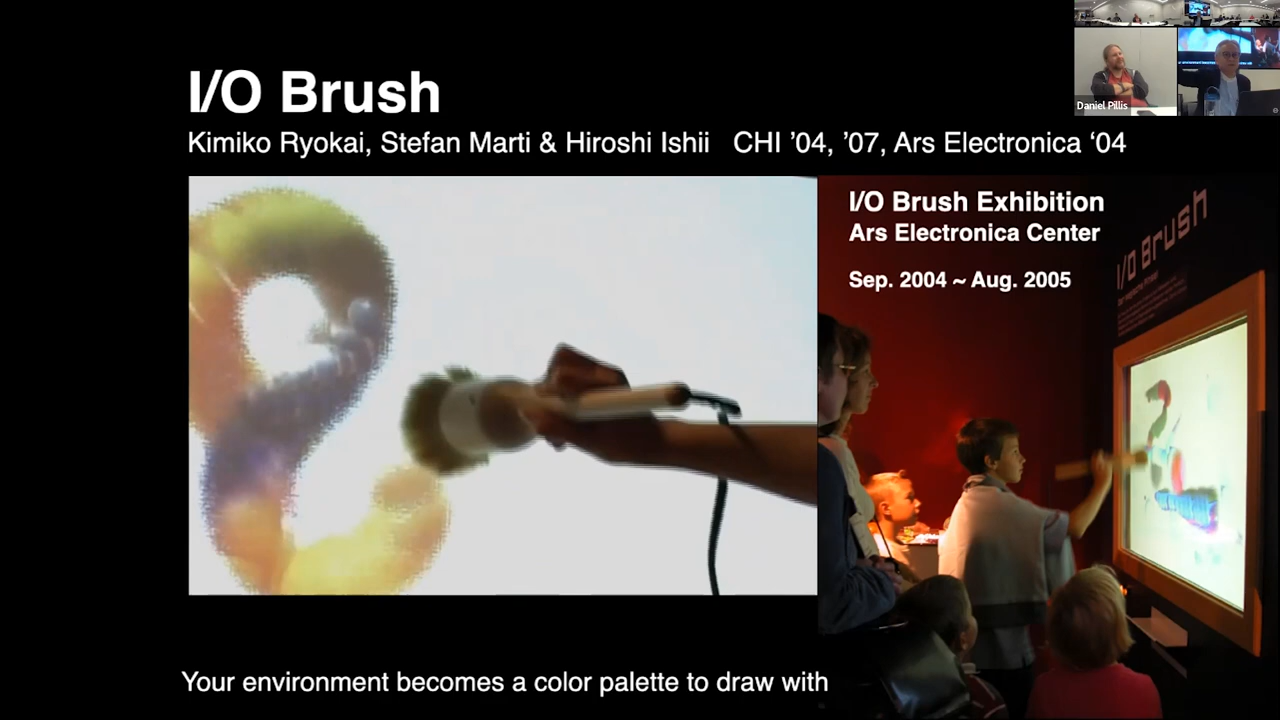 I/O Brush
Kimiko Ryokai, Stefan Marti & Hiroshi Ishii CHI ’04, ’07, Ars Electronica ‘04
Daniel Pillis
I/O Brush Exhibition
Ars Electronica Center
Sep. 2004 ~ Aug. 2005
I/O Brush
Your environment becomes a color palette to draw with